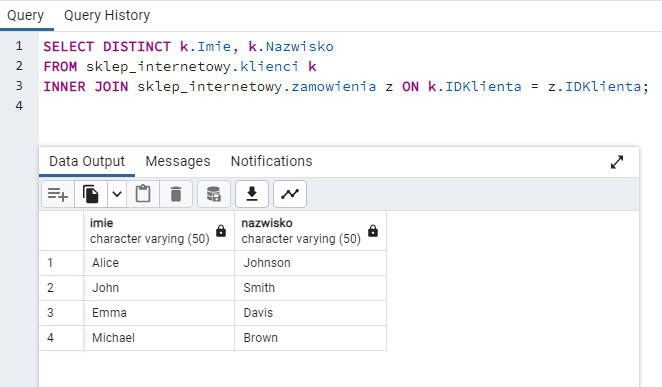 Query Query History
1 SELECT DISTINCT k.Imie, k.Nazwisko
2 FROM sklep_internetowy.klienci k
3 INNER JOIN sklep_internetowy.zamowienia z ON k.IDKlienta = z.IDKlienta;
4
Data Output Messages Notifications
imie nazwisko
character varying (50) character varying (50)
1 Alice Johnson
2 John Smith
3 Emma Davis
4 Michael Brown